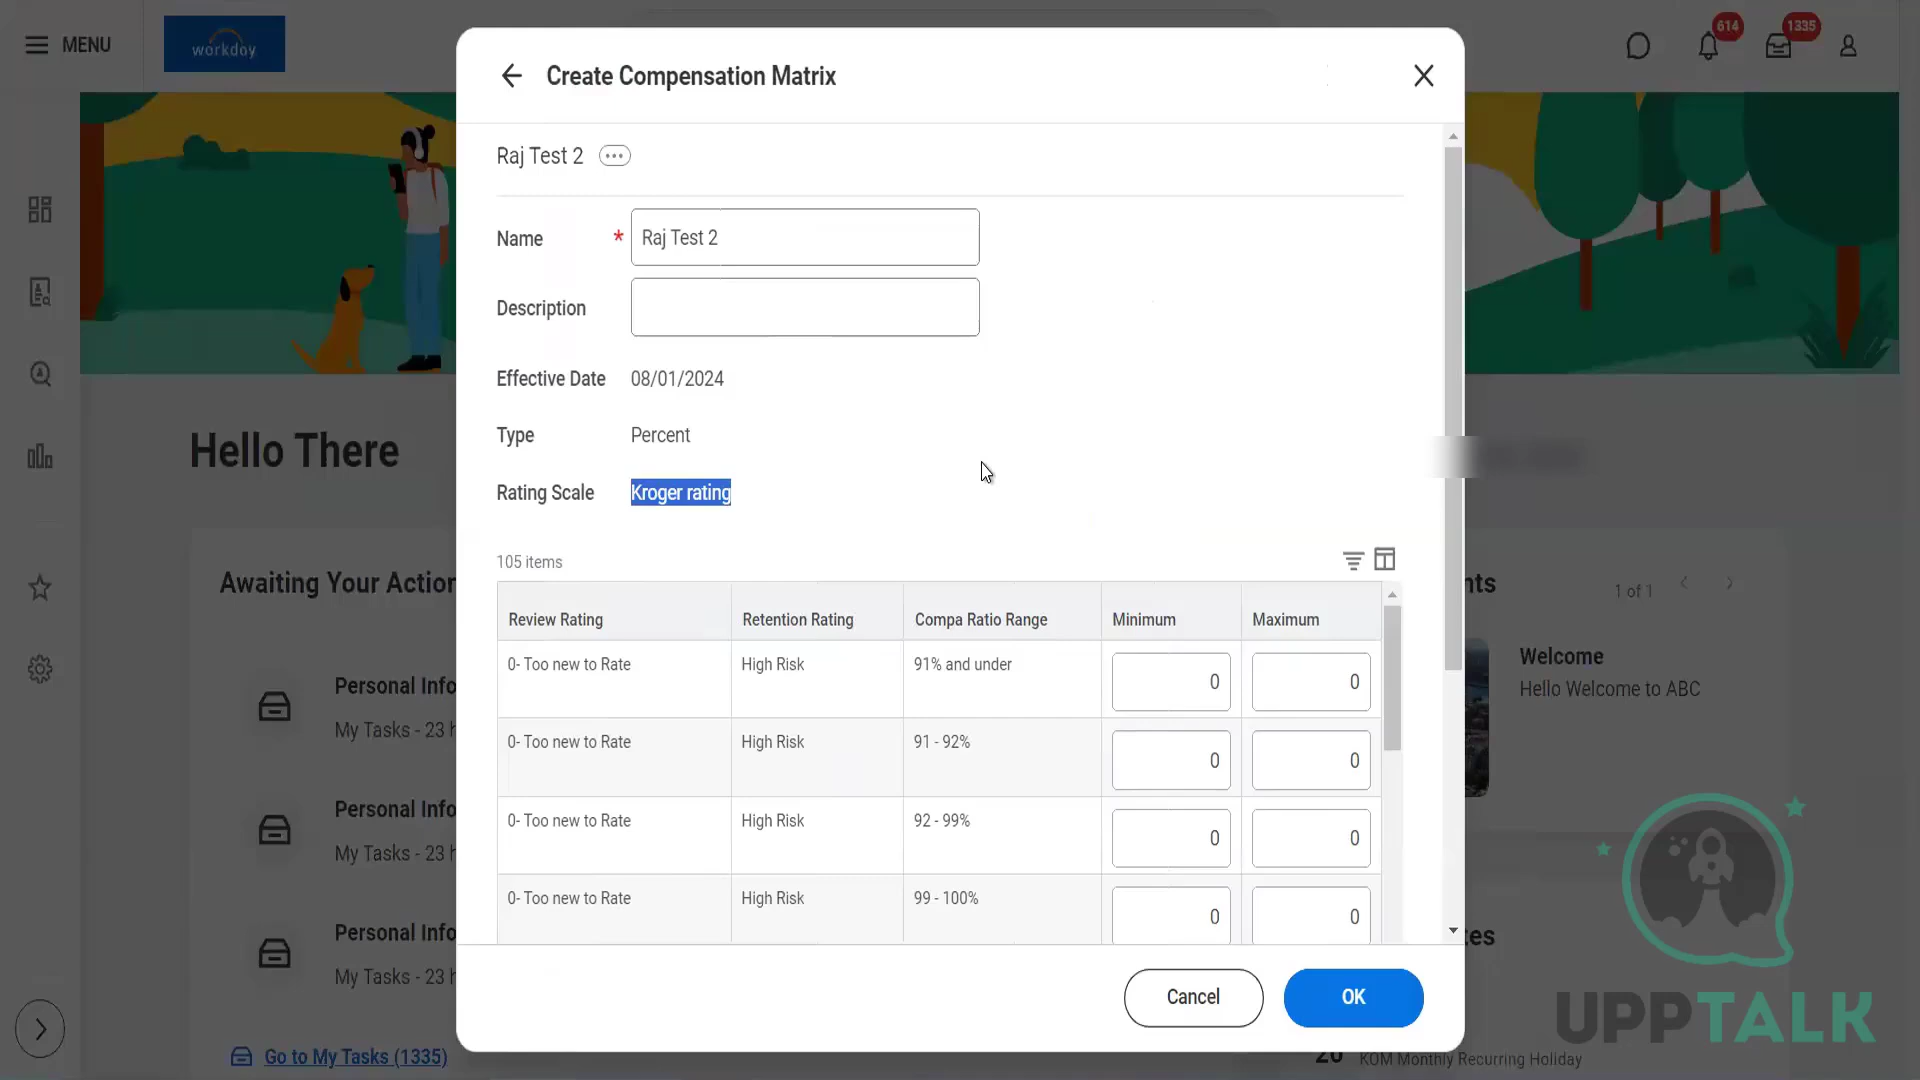 MENU
workday
614
1335
Create Compensation Matrix
Raj Test 2
Name * Raj Test 2
Description
Effective Date 08/01/2024
Type Percent
Rating Scale Kroger rating
105 items
Review Rating Retention Rating Compa Ratio Range Minimum Maximum
0- Too new to Rate High Risk 91% and under 0 0
0- Too new to Rate High Risk 91 - 92% 0 0
0- Too new to Rate High Risk 92 - 99% 0 0
0- Too new to Rate High Risk 99 - 100% 0 0
Cancel OK
Hello There
Awaiting Your Action
Personal Info
My Tasks - 23 h
Personal Info
My Tasks - 23 h
Personal Info
My Tasks - 23 h
Go to My Tasks (1335)
nts
1 of 1
Welcome
Hello Welcome to ABC
tes
20 KOM Monthly Recurring Holiday
UPPTALK